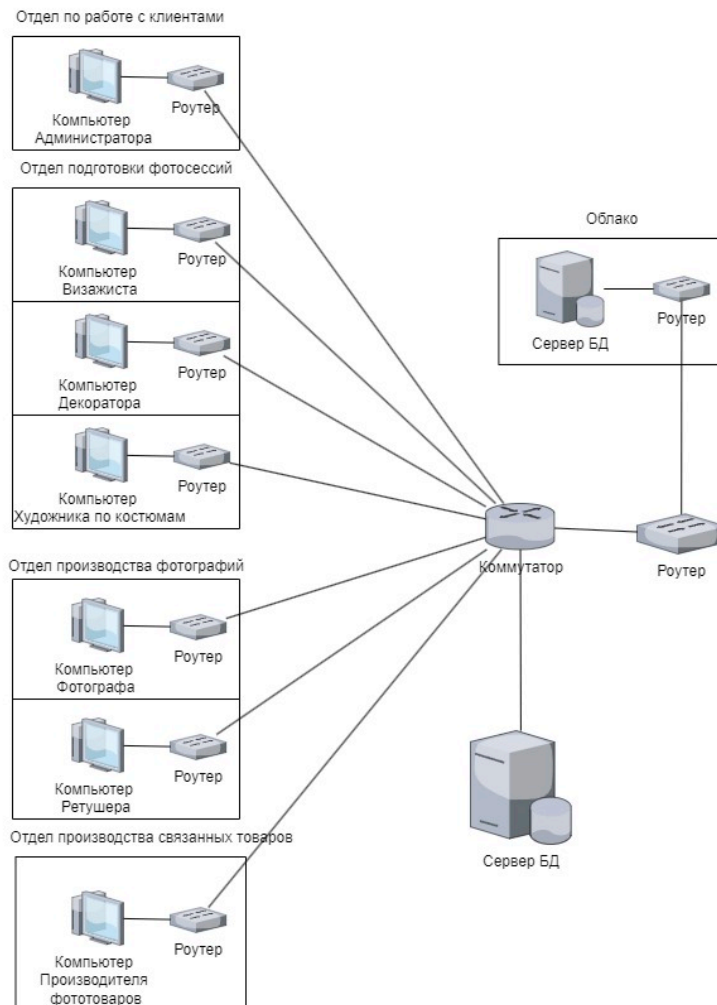 Отдел по работе с клиентами
Роутер
Компьютер
Администратора
Отдел подготовки фотосессий
Роутер
Компьютер
Визажиста
Роутер
Компьютер
Декоратора
Роутер
Компьютер
Художника по костюмам
Облако
Роутер
Сервер БД
Коммутатор
Роутер
Отдел производства фотографий
Роутер
Компьютер
Фотографа
Роутер
Компьютер
Ретушера
Сервер БД
Отдел производства связанных товаров
Роутер
Компьютер
Производителя
фототоваров